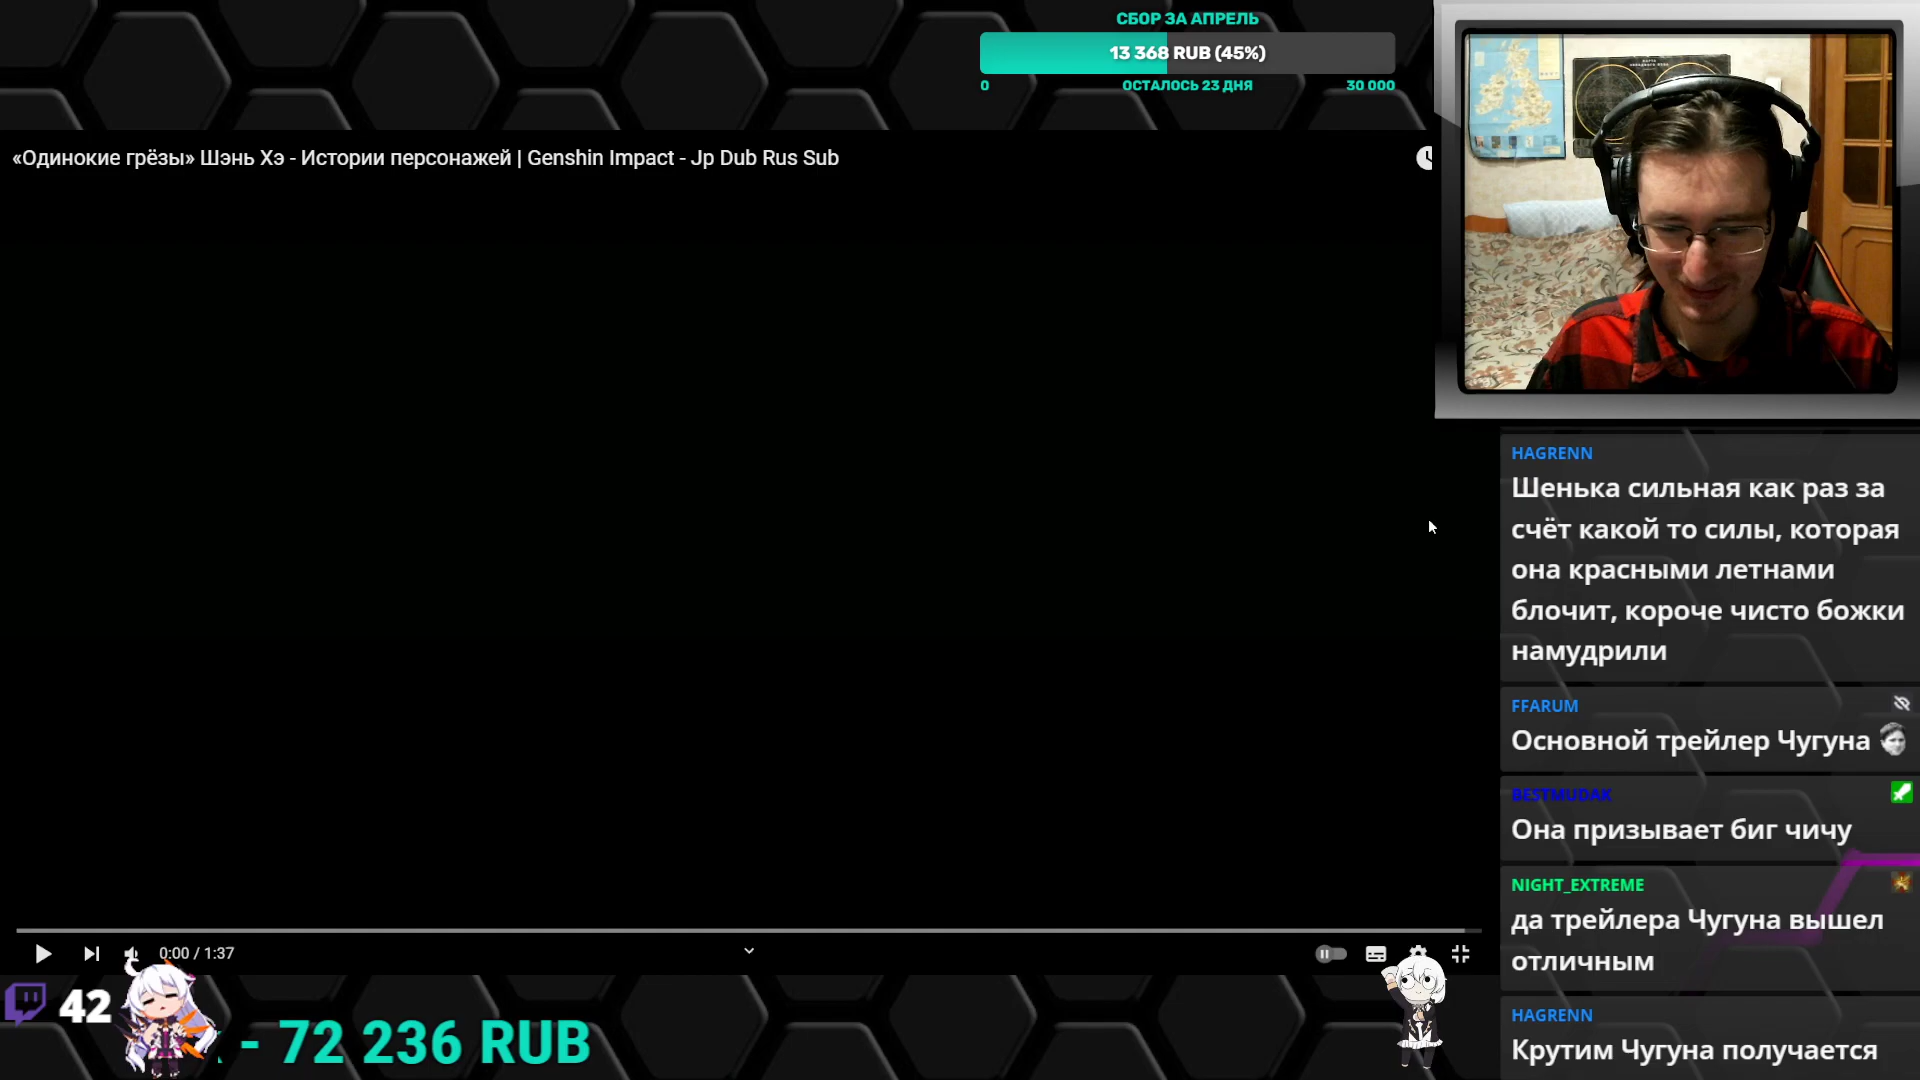 СБОР ЗА АПРЕЛЬ
13 368 RUB (45%)
0
ОСТАЛОСЬ 23 ДНЯ
30 000
«Одинокие грёзы» Шэнь Хэ - Истории персонажей | Genshin Impact - Jp Dub Rus Sub
HAGRENN
Шенька сильная как раз за
счёт какой то силы, которая
она красными летнами
блочит, короче чисто божки
намудрили
FFARUM
Основной трейлер Чугуна
BESTMUDAK
Она призывает биг чичу
NIGHT_EXTREME
да трейлера Чугуна вышел
отличным
HAGRENN
Крутим Чугуна получается
0:00 / 1:37
42
- 72 236 RUB